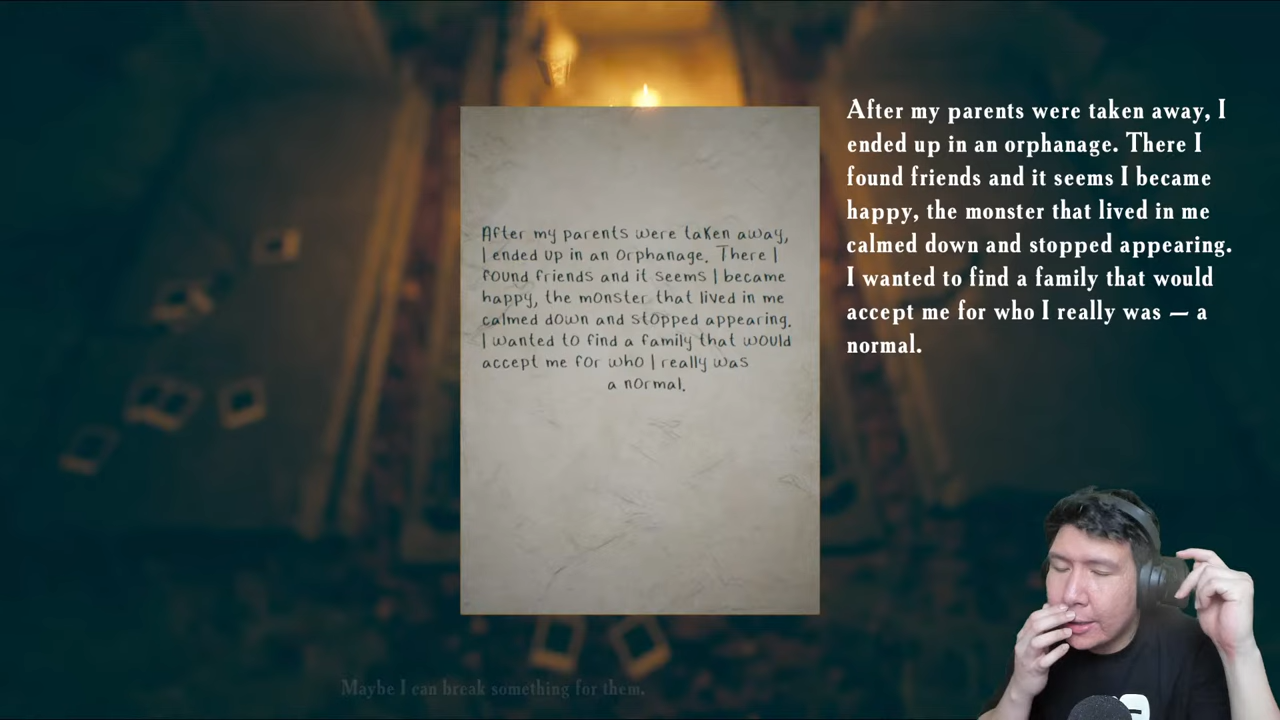 After my parents were taken away,
I ended up in an orphanage. There I
found friends and it seems I became
happy, the monster that lived in me
calmed down and stopped appearing.
I wanted to find a family that would
accept me for who I really was
a normal.
After my parents were taken away, I
ended up in an orphanage. There I
found friends and it seems I became
happy, the monster that lived in me
calmed down and stopped appearing.
I wanted to find a family that would
accept me for who I really was — a
normal.
Maybe I can break something for them.